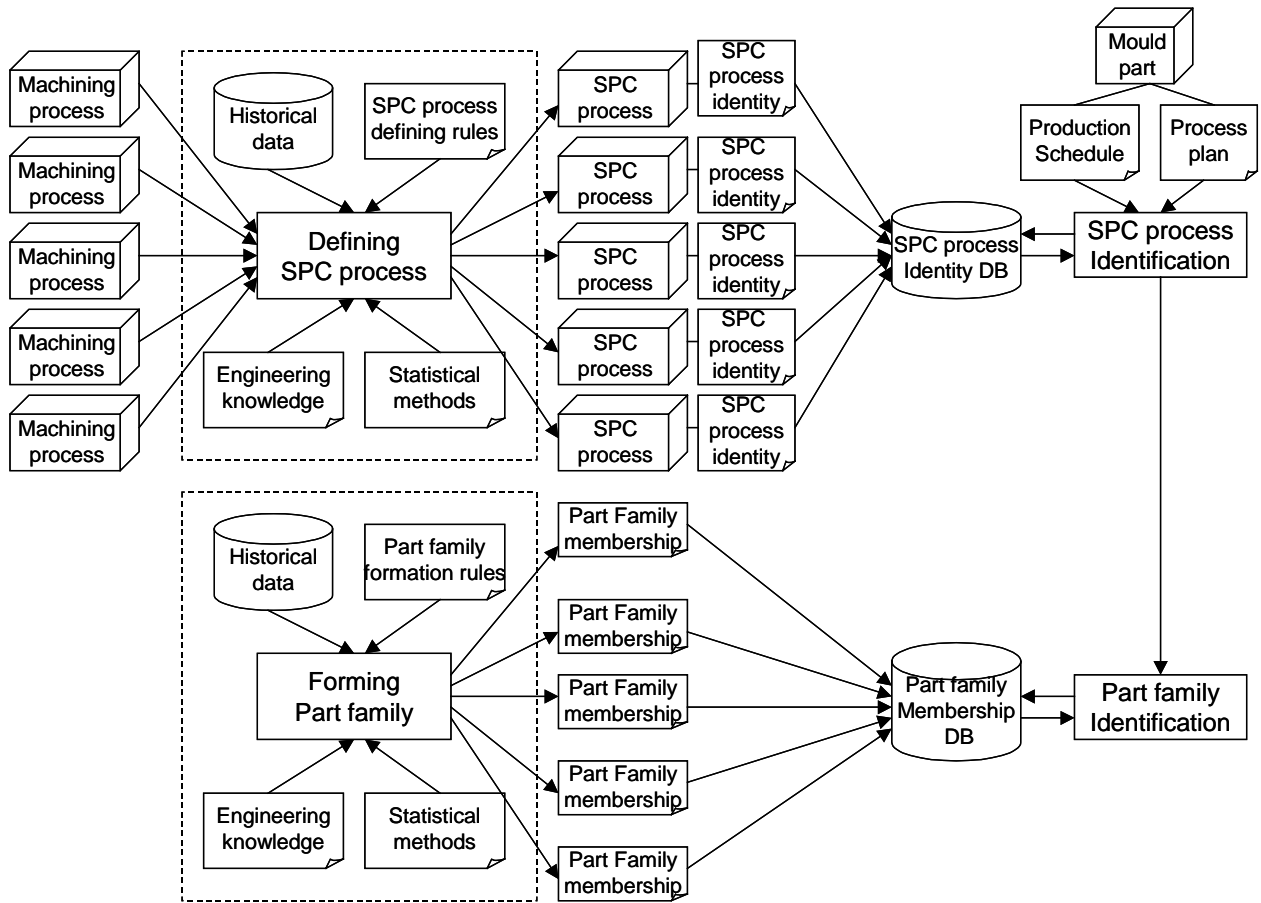 Machining
process
Machining
process
Machining
process
Machining
process
Machining
process
Historical
data
SPC process
defining rules
Defining
SPC process
Engineering
knowledge
Statistical
methods
SPC
process
SPC
process
SPC
process
SPC
process
SPC
process
SPC
process
identity
SPC
process
identity
SPC
process
identity
SPC
process
identity
SPC
process
identity
SPC process
Identity DB
Mould
part
Production
Schedule
Process
plan
SPC process
Identification
Historical
data
Part family
formation rules
Forming
Part family
Engineering
knowledge
Statistical
methods
Part Family
membership
Part Family
membership
Part Family
membership
Part Family
membership
Part Family
membership
Part family
Membership
DB
Part family
Identification